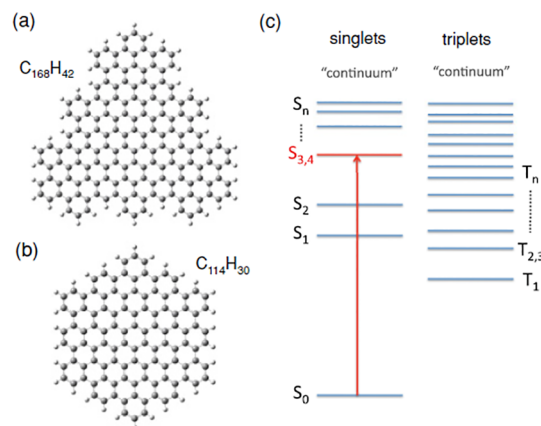 (a)
C168H42
(b)
C114H30
(c)
singlets
triplets
"continuum"
"continuum"
Sn
S3,4
S2
S1
S0
Tn
T2,3
T1